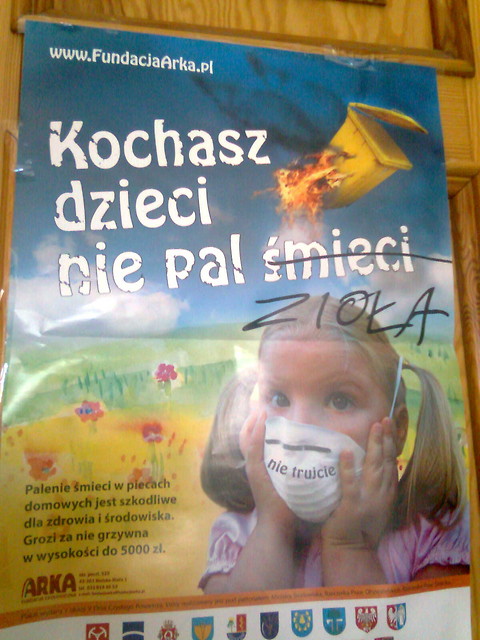 www.FundacjaArka.pl
Kochasz
dzieci
nie pal śmieci
ZIOŁA
nie trujcie
Palenie śmieci w piecach
domowych jest szkodliwe
dla zdrowia i środowiska.
Grozi za nie grzywna
w wysokości do 5000 zł.
ARKA